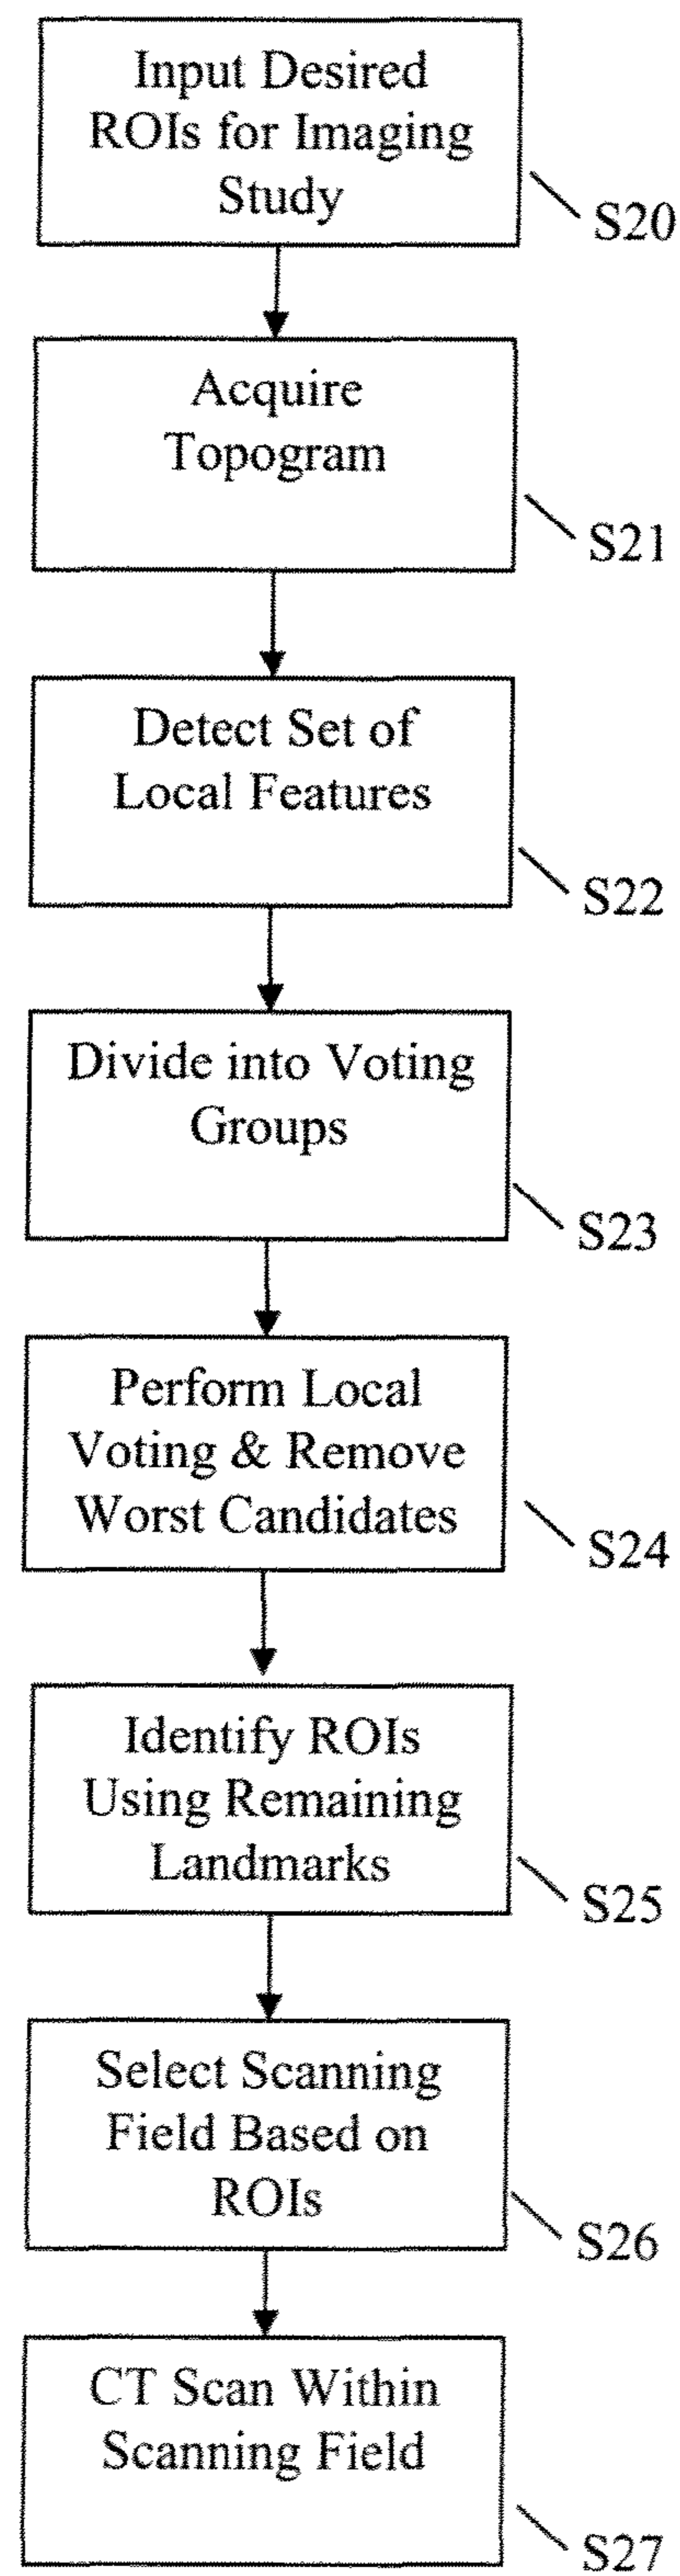 Input Desired
ROIs for Imaging
Study
S20
Acquire
Topogram
S21
Detect Set of
Local Features
S22
Divide into Voting
Groups
S23
Perform Local
Voting & Remove
Worst Candidates
S24
Identify ROIs
Using Remaining
Landmarks
S25
Select Scanning
Field Based on
ROIs
S26
CT Scan Within
Scanning Field
S27